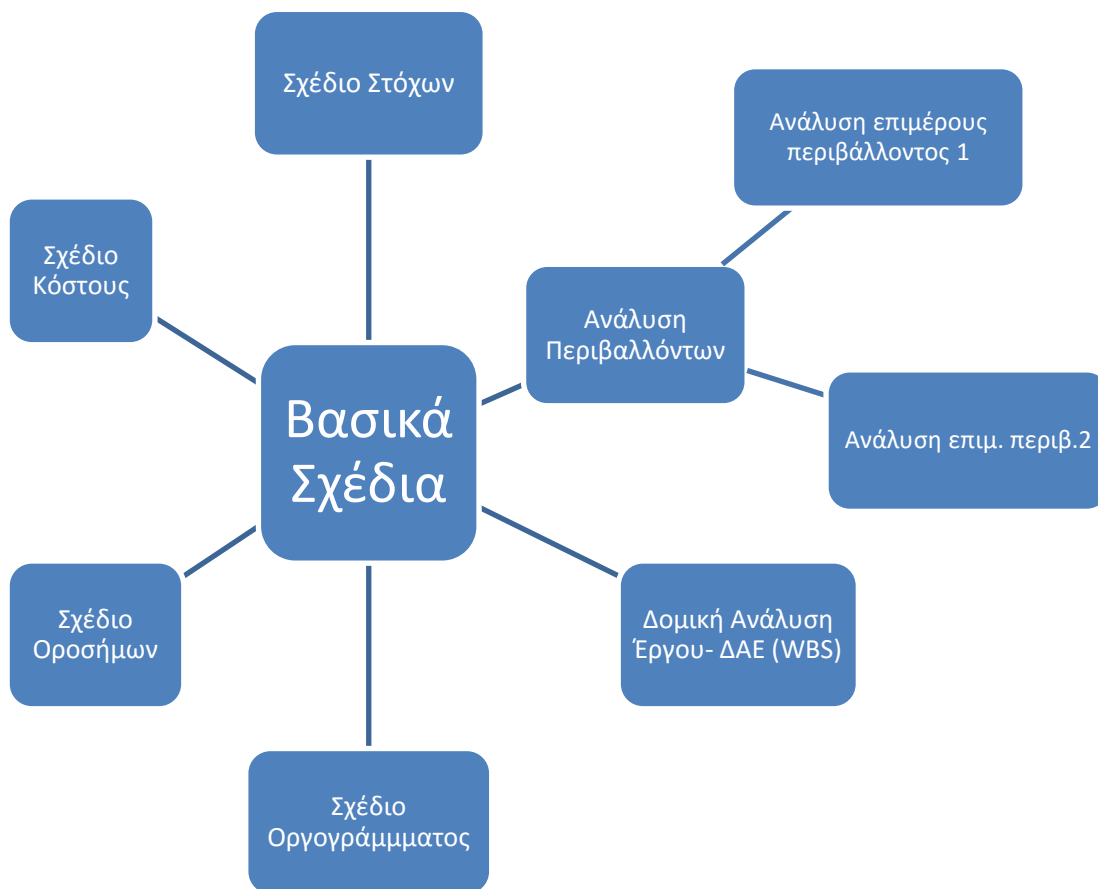 Σχέδιο Στόχων
Ανάλυση επιμέρους
περιβάλλοντος 1
Σχέδιο
Κόστους
Ανάλυση
Περιβαλλόντων
Βασικά
Σχέδια
Ανάλυση επιμ. περιβ.2
Σχέδιο
Οροσήμων
Δομική Ανάλυση
Έργου- ΔΑΕ (WBS)
Σχέδιο
Οργογράμμματος